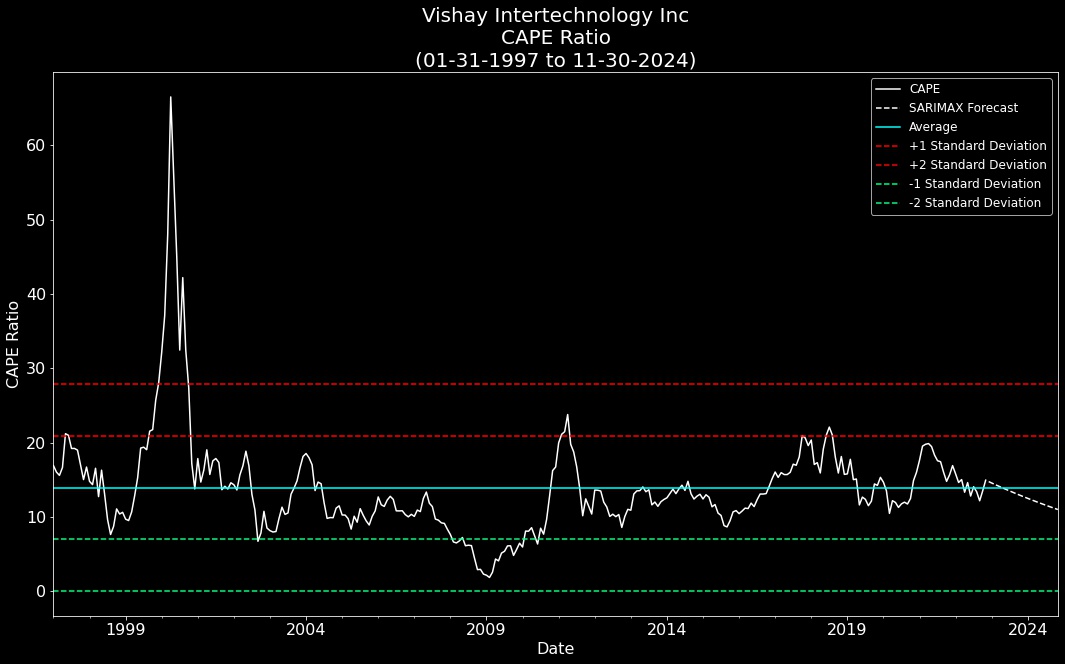 Vishay Intertechnology Inc
CAPE Ratio
(01-31-1997 to 11-30-2024)
CAPE
SARIMAX Forecast
Average
+1 Standard Deviation
+2 Standard Deviation
-1 Standard Deviation
-2 Standard Deviation
CAPE Ratio
60
50
40
30
20
10
0
1999 2004 2009 2014 2019 2024
Date